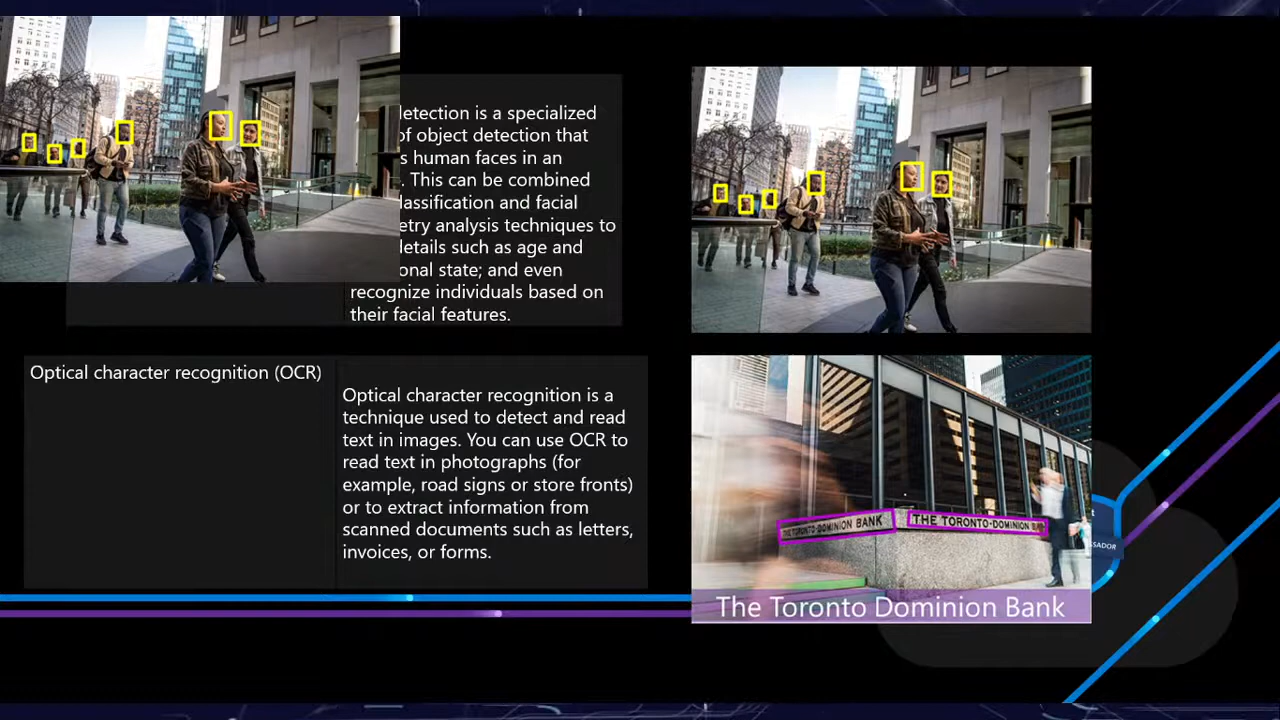 detection is a specialized
of object detection that
s human faces in an
. This can be combined
lassification and facial
etry analysis techniques to
details such as age and
onal state; and even
recognize individuals based on
their facial features.
Optical character recognition (OCR)
Optical character recognition is a
technique used to detect and read
text in images. You can use OCR to
read text in photographs (for
example, road signs or store fronts)
or to extract information from
scanned documents such as letters,
invoices, or forms.
THE TORONTO-DOMINION BANK
THE TORONTO-DOMINION BANK
The Toronto Dominion Bank